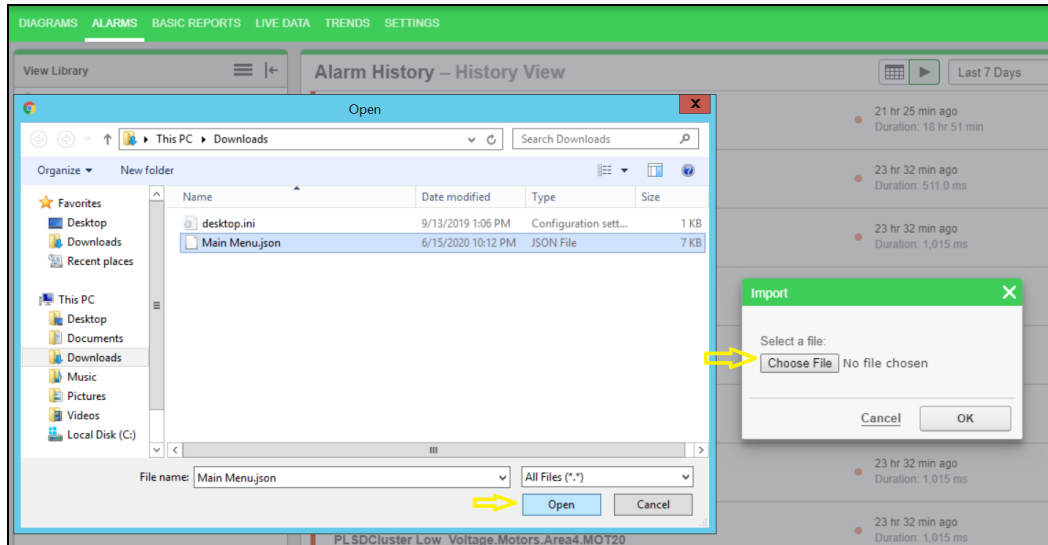 DIAGRAMS ALARMS BASIC REPORTS LIVE DATA TRENDS SETTINGS
View Library
Alarm History – History View
Last 7 Days
Open
X
This PC Downloads
Search Downloads
Organize New folder
Name Date modified Type Size
Favorites
Desktop
Downloads
Recent places
This PC
Desktop
Documents
Downloads
Music
Pictures
Videos
Local Disk (C:)
desktop.ini 9/13/2019 1:06 PM Configuration sett... 1 KB
Main Menu.json 6/15/2020 10:12 PM JSON File 7 KB
File name: Main Menu.json All Files (*.*)
Open Cancel
21 hr 25 min ago
Duration: 18 hr 51 min
23 hr 32 min ago
Duration: 511.0 ms
23 hr 32 min ago
Duration: 1,015 ms
Import
Select a file:
Choose File No file chosen
Cancel OK
23 hr 32 min ago
Duration: 1,015 ms
23 hr 32 min ago
Duration: 1,015 ms
PLSDCluster Low_Voltage.Motors.Area4.MOT20